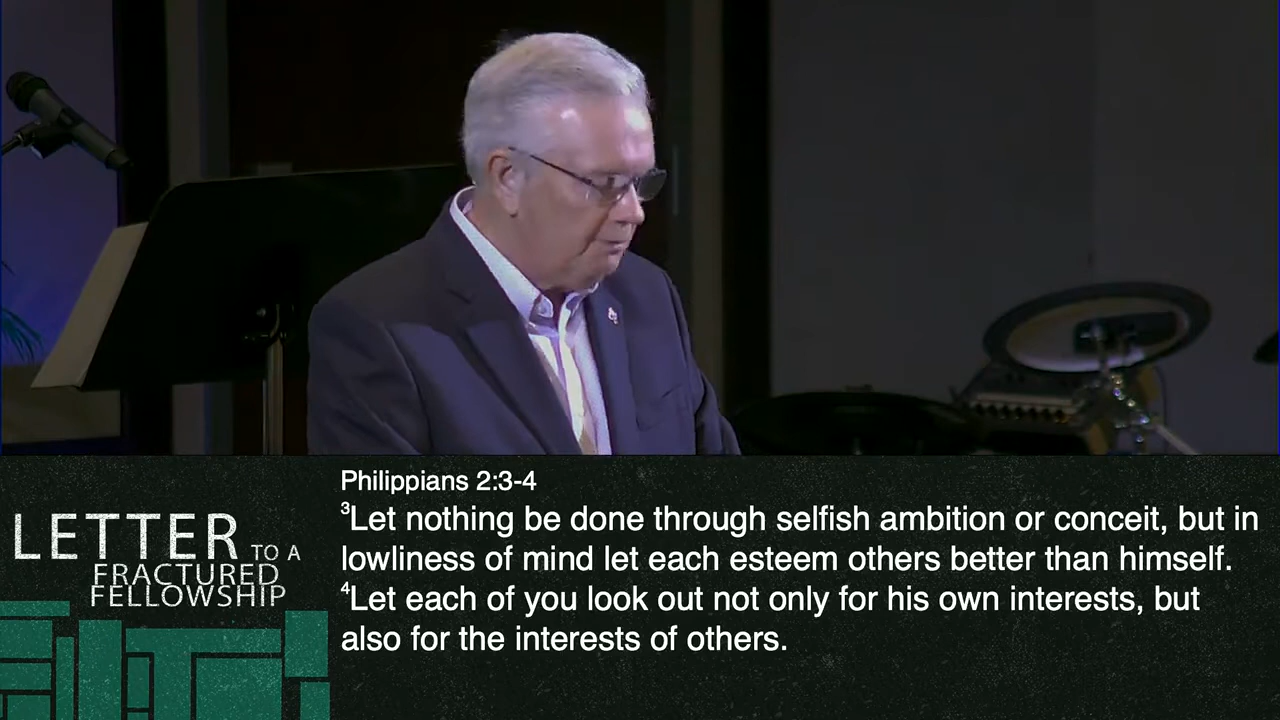 LETTER TO A
FRACTURED
FELLOWSHIP
Philippians 2:3-4
³Let nothing be done through selfish ambition or conceit, but in
lowliness of mind let each esteem others better than himself.
⁴Let each of you look out not only for his own interests, but
also for the interests of others.